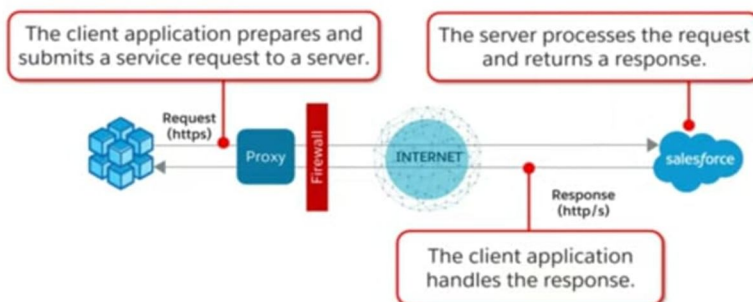 The client application prepares and
submits a service request to a server.
The server processes the request
and returns a response.
Request
(https)
Proxy
Firewall
INTERNET
salesforce
Response
(http/s)
The client application
handles the response.